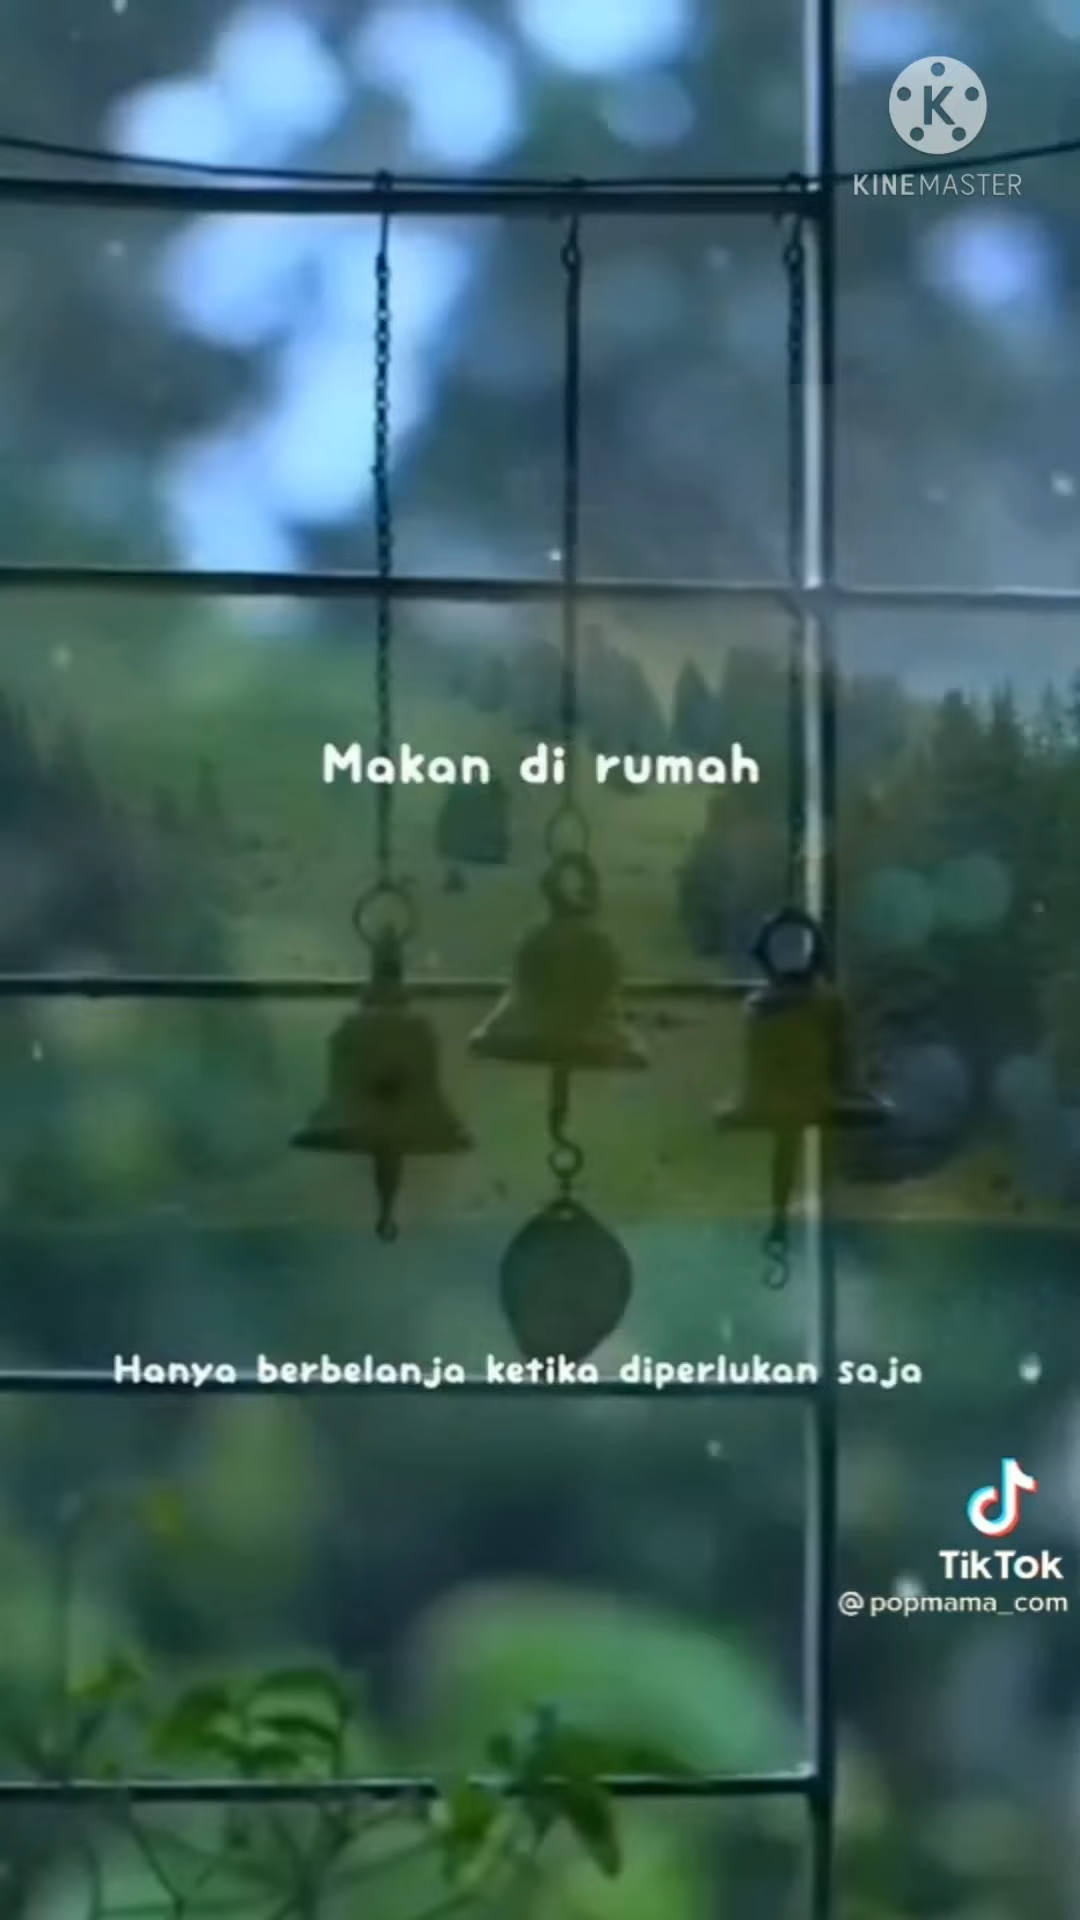 K
KINEMASTER
Makan di rumah
Hanya berbelanja ketika diperlukan saja
TikTok
@popmama_com